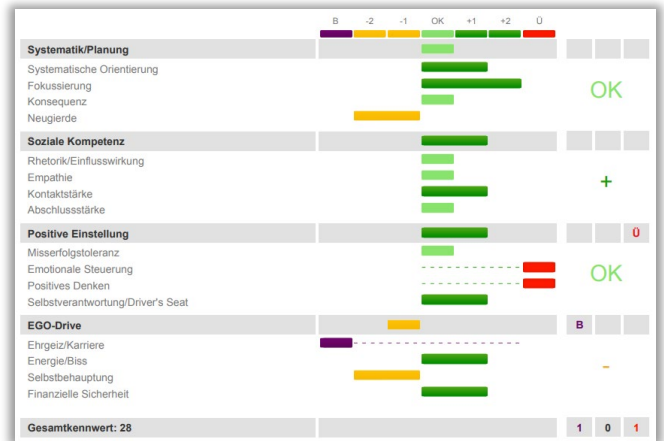 B -2 -1 OK +1 +2 Ü
Systematik/Planung
Systematische Orientierung
Fokussierung
Konsequenz
Neugierde
OK
Soziale Kompetenz
Rhetorik/Einflusswirkung
Empathie
Kontaktstärke
Abschlussstärke
+
Positive Einstellung Ü
Misserfolgstoleranz
Emotionale Steuerung
Positives Denken
Selbstverantwortung/Driver's Seat
OK
EGO-Drive B
Ehrgeiz/Karriere
Energie/Biss
Selbstbehauptung
Finanzielle Sicherheit
-
Gesamtkennwert: 28 1 0 1